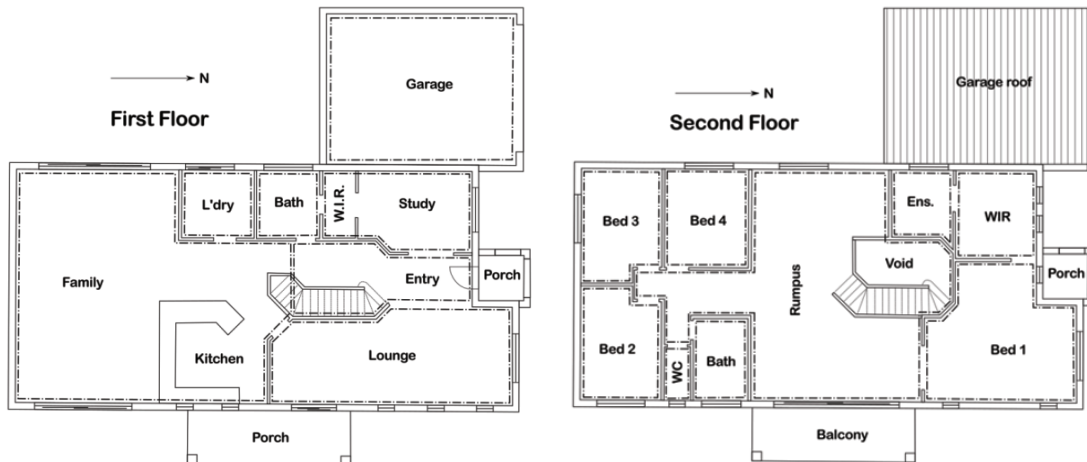 N
First Floor
Garage
L'dry
Bath
W.I.R.
Study
Family
Entry
Porch
Kitchen
Lounge
Porch
N
Second Floor
Garage roof
Bed 3
Bed 4
Ens.
WIR
Void
Porch
Rumpus
Bed 2
WC
Bath
Bed 1
Balcony